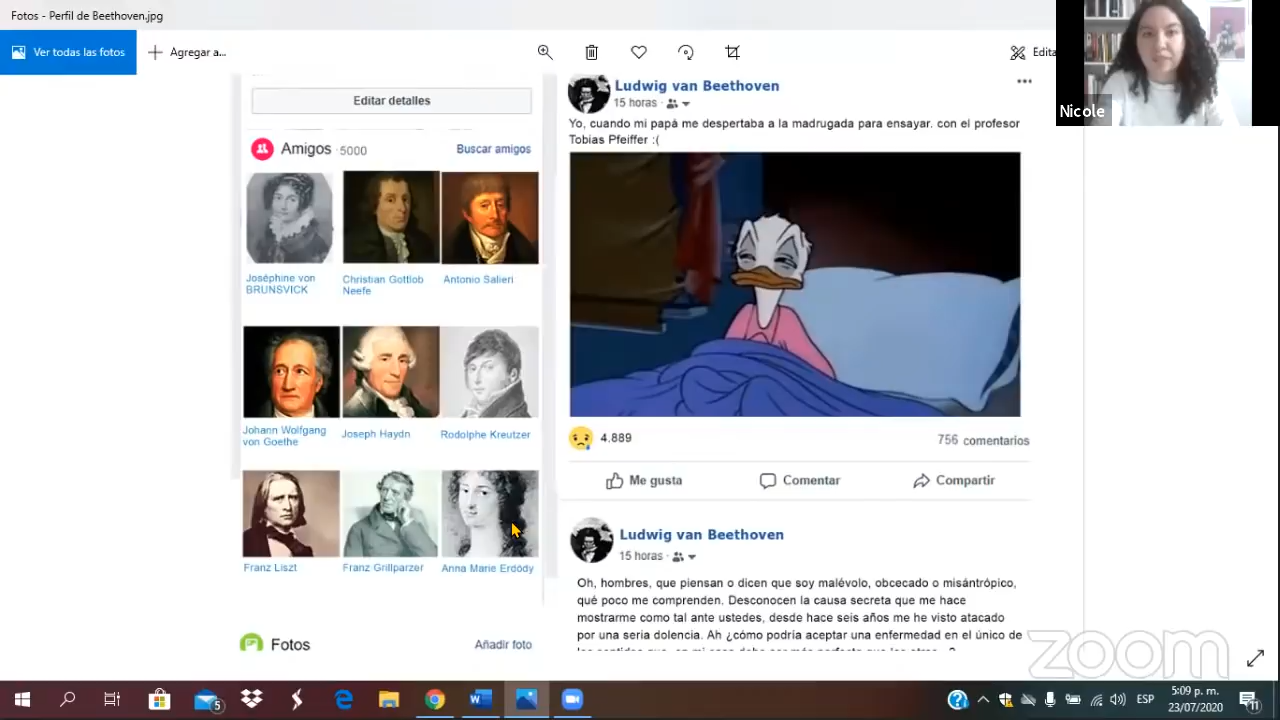 Fotos - Perfil de Beethoven.jpg
Ver todas las fotos
Agregar a...
Edita
Nicole
Editar detalles
Amigos · 5000
Buscar amigos
Joséphine von
BRUNSVICK
Christian Gottlob
Neefe
Antonio Salieri
Johann Wolfgang
von Goethe
Joseph Haydn
Rodolphe Kreutzer
Franz Liszt
Franz Grillparzer
Anna Marie Erdödy
Fotos
Añadir foto
Ludwig van Beethoven
15 horas ·
Yo, cuando mi papá me despertaba a la madrugada para ensayar. con el profesor
Tobias Pfeiffer :(
4.889
756 comentarios
Me gusta
Comentar
Compartir
Ludwig van Beethoven
15 horas ·
Oh, hombres, que piensan o dicen que soy malévolo, obcecado o misántrópico,
qué poco me comprenden. Desconocen la causa secreta que me hace
mostrarme como tal ante ustedes, desde hace seis años me he visto atacado
por una seria dolencia. Ah ¿cómo podría aceptar una enfermedad en el único de
zoom
5
ESP
5:09 p. m.
23/07/2020
11